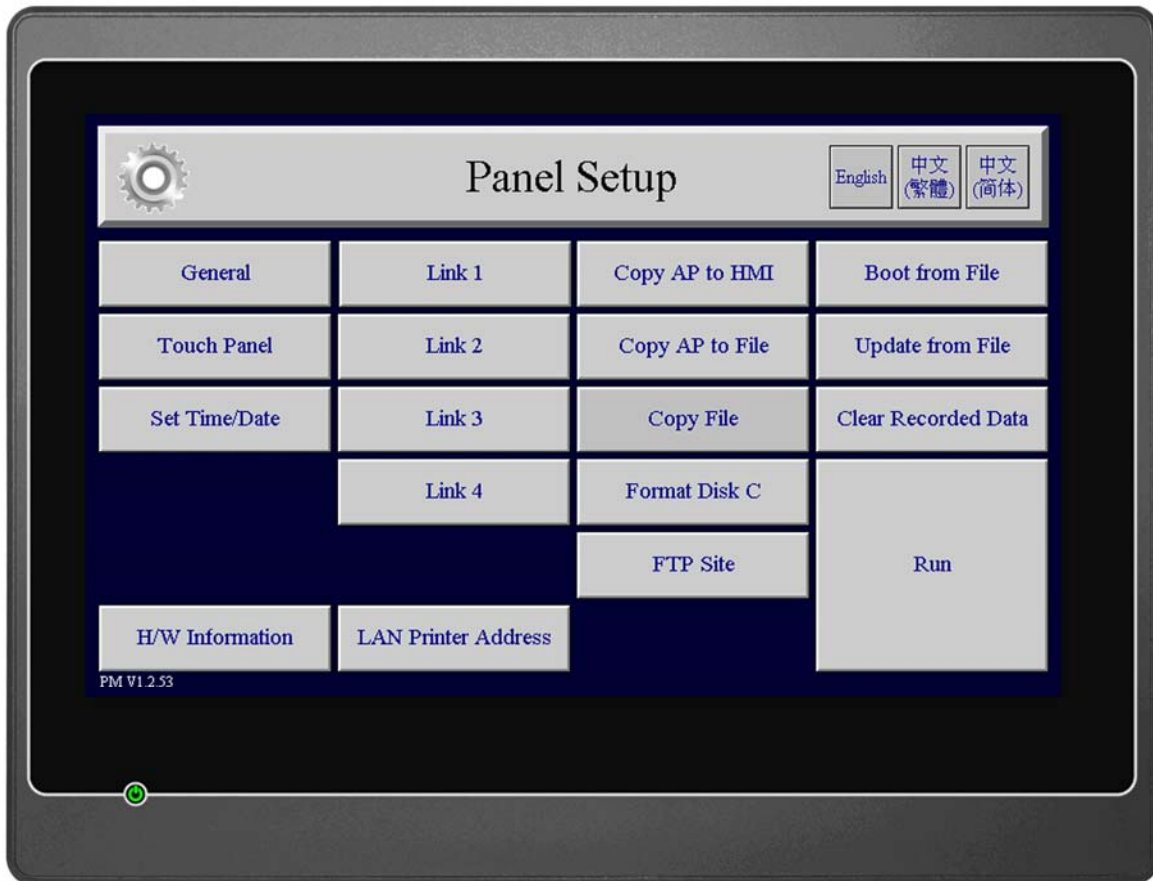 Panel Setup
English
中文
(繁體)
中文
(简体)
General
Link 1
Copy AP to HMI
Boot from File
Touch Panel
Link 2
Copy AP to File
Update from File
Set Time/Date
Link 3
Copy File
Clear Recorded Data
Link 4
Format Disk C
FTP Site
Run
H/W Information
LAN Printer Address
PM V1.2.53